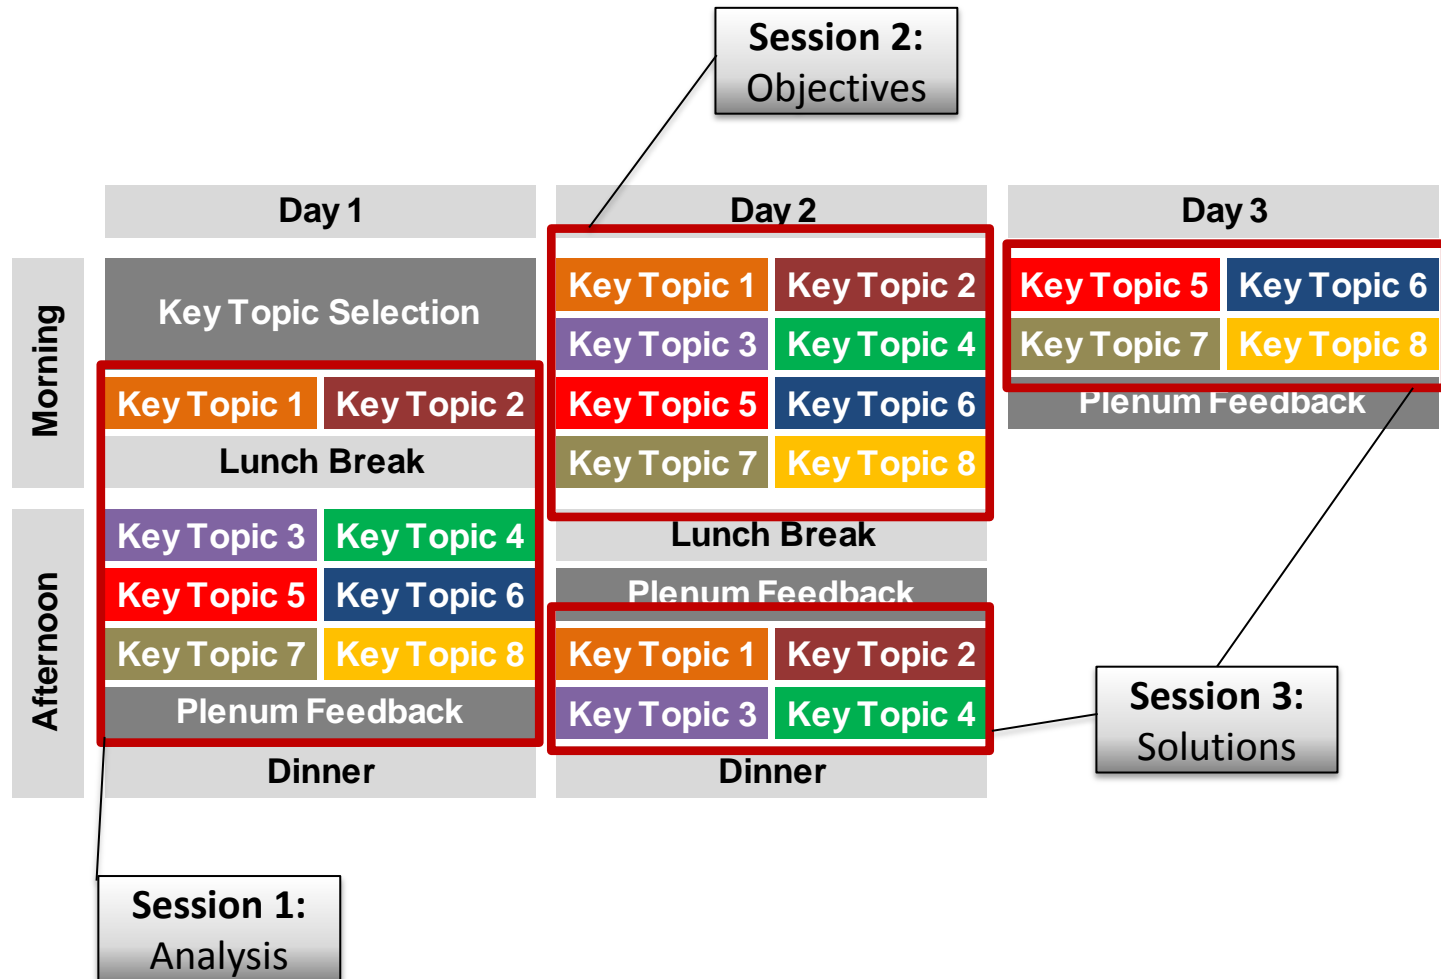 Session 2:
Objectives
Day 1
Day 2
Day 3
Morning
Key Topic Selection
Key Topic 1 Key Topic 2
Lunch Break
Afternoon
Key Topic 3 Key Topic 4
Key Topic 5 Key Topic 6
Key Topic 7 Key Topic 8
Plenum Feedback
Dinner
Key Topic 1 Key Topic 2
Key Topic 3 Key Topic 4
Key Topic 5 Key Topic 6
Key Topic 7 Key Topic 8
Lunch Break
Plenum Feedback
Key Topic 1 Key Topic 2
Key Topic 3 Key Topic 4
Dinner
Key Topic 5 Key Topic 6
Key Topic 7 Key Topic 8
Plenum Feedback
Session 3:
Solutions
Session 1:
Analysis